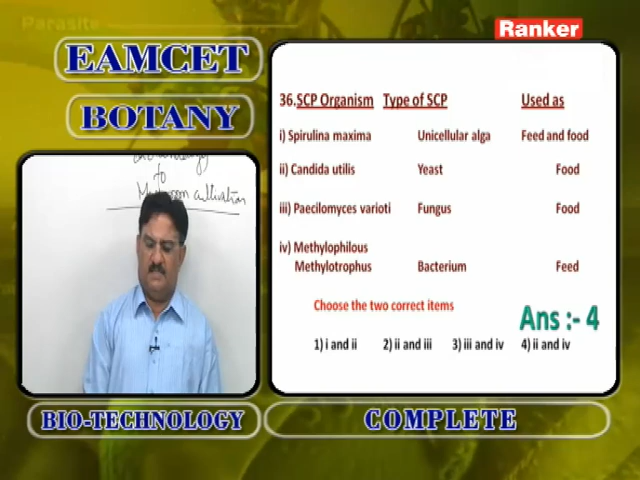 Parasite
Ranker
EAMCET
BOTANY
to
Mushroom cultivation
36.SCP Organism Type of SCP Used as
i) Spirulina maxima Unicellular alga Feed and food
ii) Candida utilis Yeast Food
iii) Paecilomyces varioti Fungus Food
iv) Methylophilous
Methylotrophus Bacterium Feed
Choose the two correct items
Ans :- 4
1) i and ii 2) ii and iii 3) iii and iv 4) ii and iv
BIO-TECHNOLOGY
COMPLETE